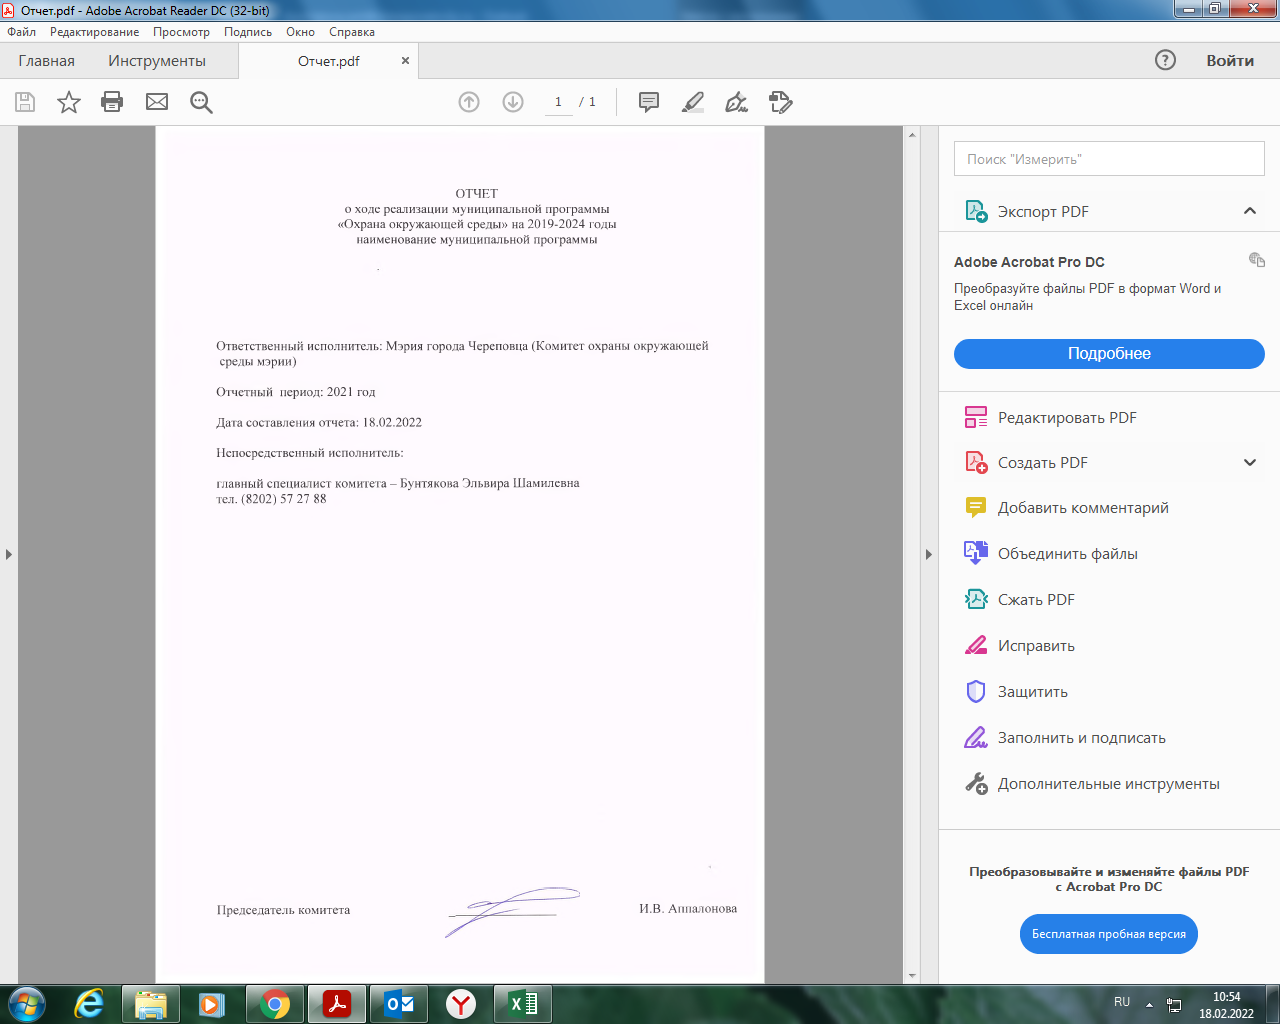 Отчет.pdf - Adobe Acrobat Reader DC (32-bit)
Файл Редактирование Просмотр Подпись Окно Справка
Главная Инструменты Отчет.pdf × ? Войти
1 / 1
ОТЧЕТ
о ходе реализации муниципальной программы
«Охрана окружающей среды» на 2019-2024 годы
наименование муниципальной программы
Ответственный исполнитель: Мэрия города Череповца (Комитет охраны окружающей
среды мэрии)
Отчетный период: 2021 год
Дата составления отчета: 18.02.2022
Непосредственный исполнитель:
главный специалист комитета – Бунтякова Эльвира Шамилевна
тел. (8202) 57 27 88
Председатель комитета И.В. Аппалонова
Поиск "Измерить"
Экспорт PDF
Adobe Acrobat Pro DC
Преобразуйте файлы PDF в формат Word и
Excel онлайн
Подробнее
Редактировать PDF
Создать PDF
Добавить комментарий
Объединить файлы
Сжать PDF
Исправить
Защитить
Заполнить и подписать
Дополнительные инструменты
Преобразовывайте и изменяйте файлы PDF
с Acrobat Pro DC
Бесплатная пробная версия
RU 10:54
18.02.2022